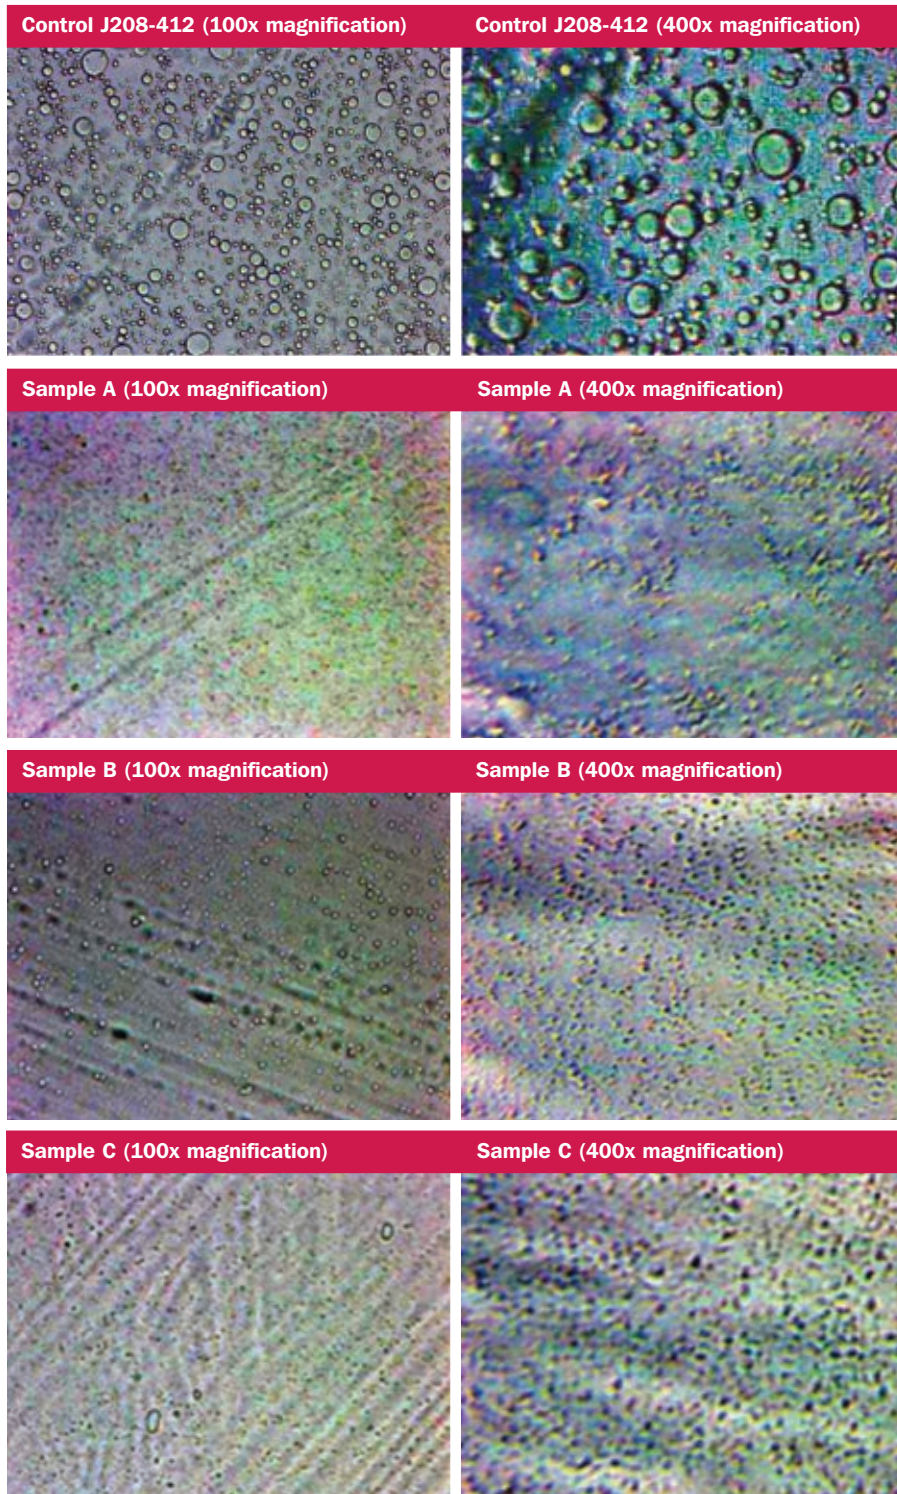 Control J208-412 (100x magnification)
Control J208-412 (400x magnification)
Sample A (100x magnification)
Sample A (400x magnification)
Sample B (100x magnification)
Sample B (400x magnification)
Sample C (100x magnification)
Sample C (400x magnification)